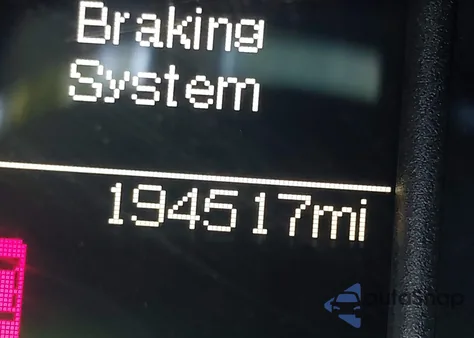 Braking
System
194517mi
autoSnap